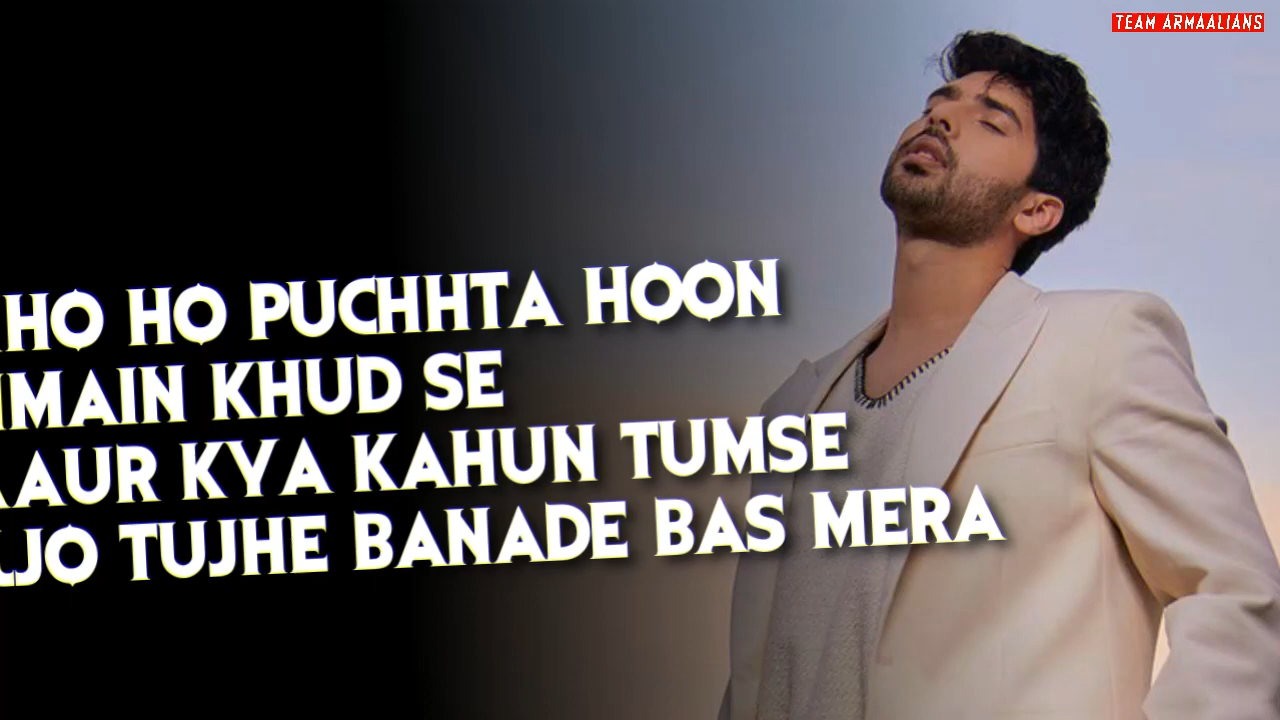 TEAM ARMAALIANS
HO HO PUCHHTA HOON
MAIN KHUD SE
AUR KYA KAHUN TUMSE
JO TUJHE BANADE BAS MERA